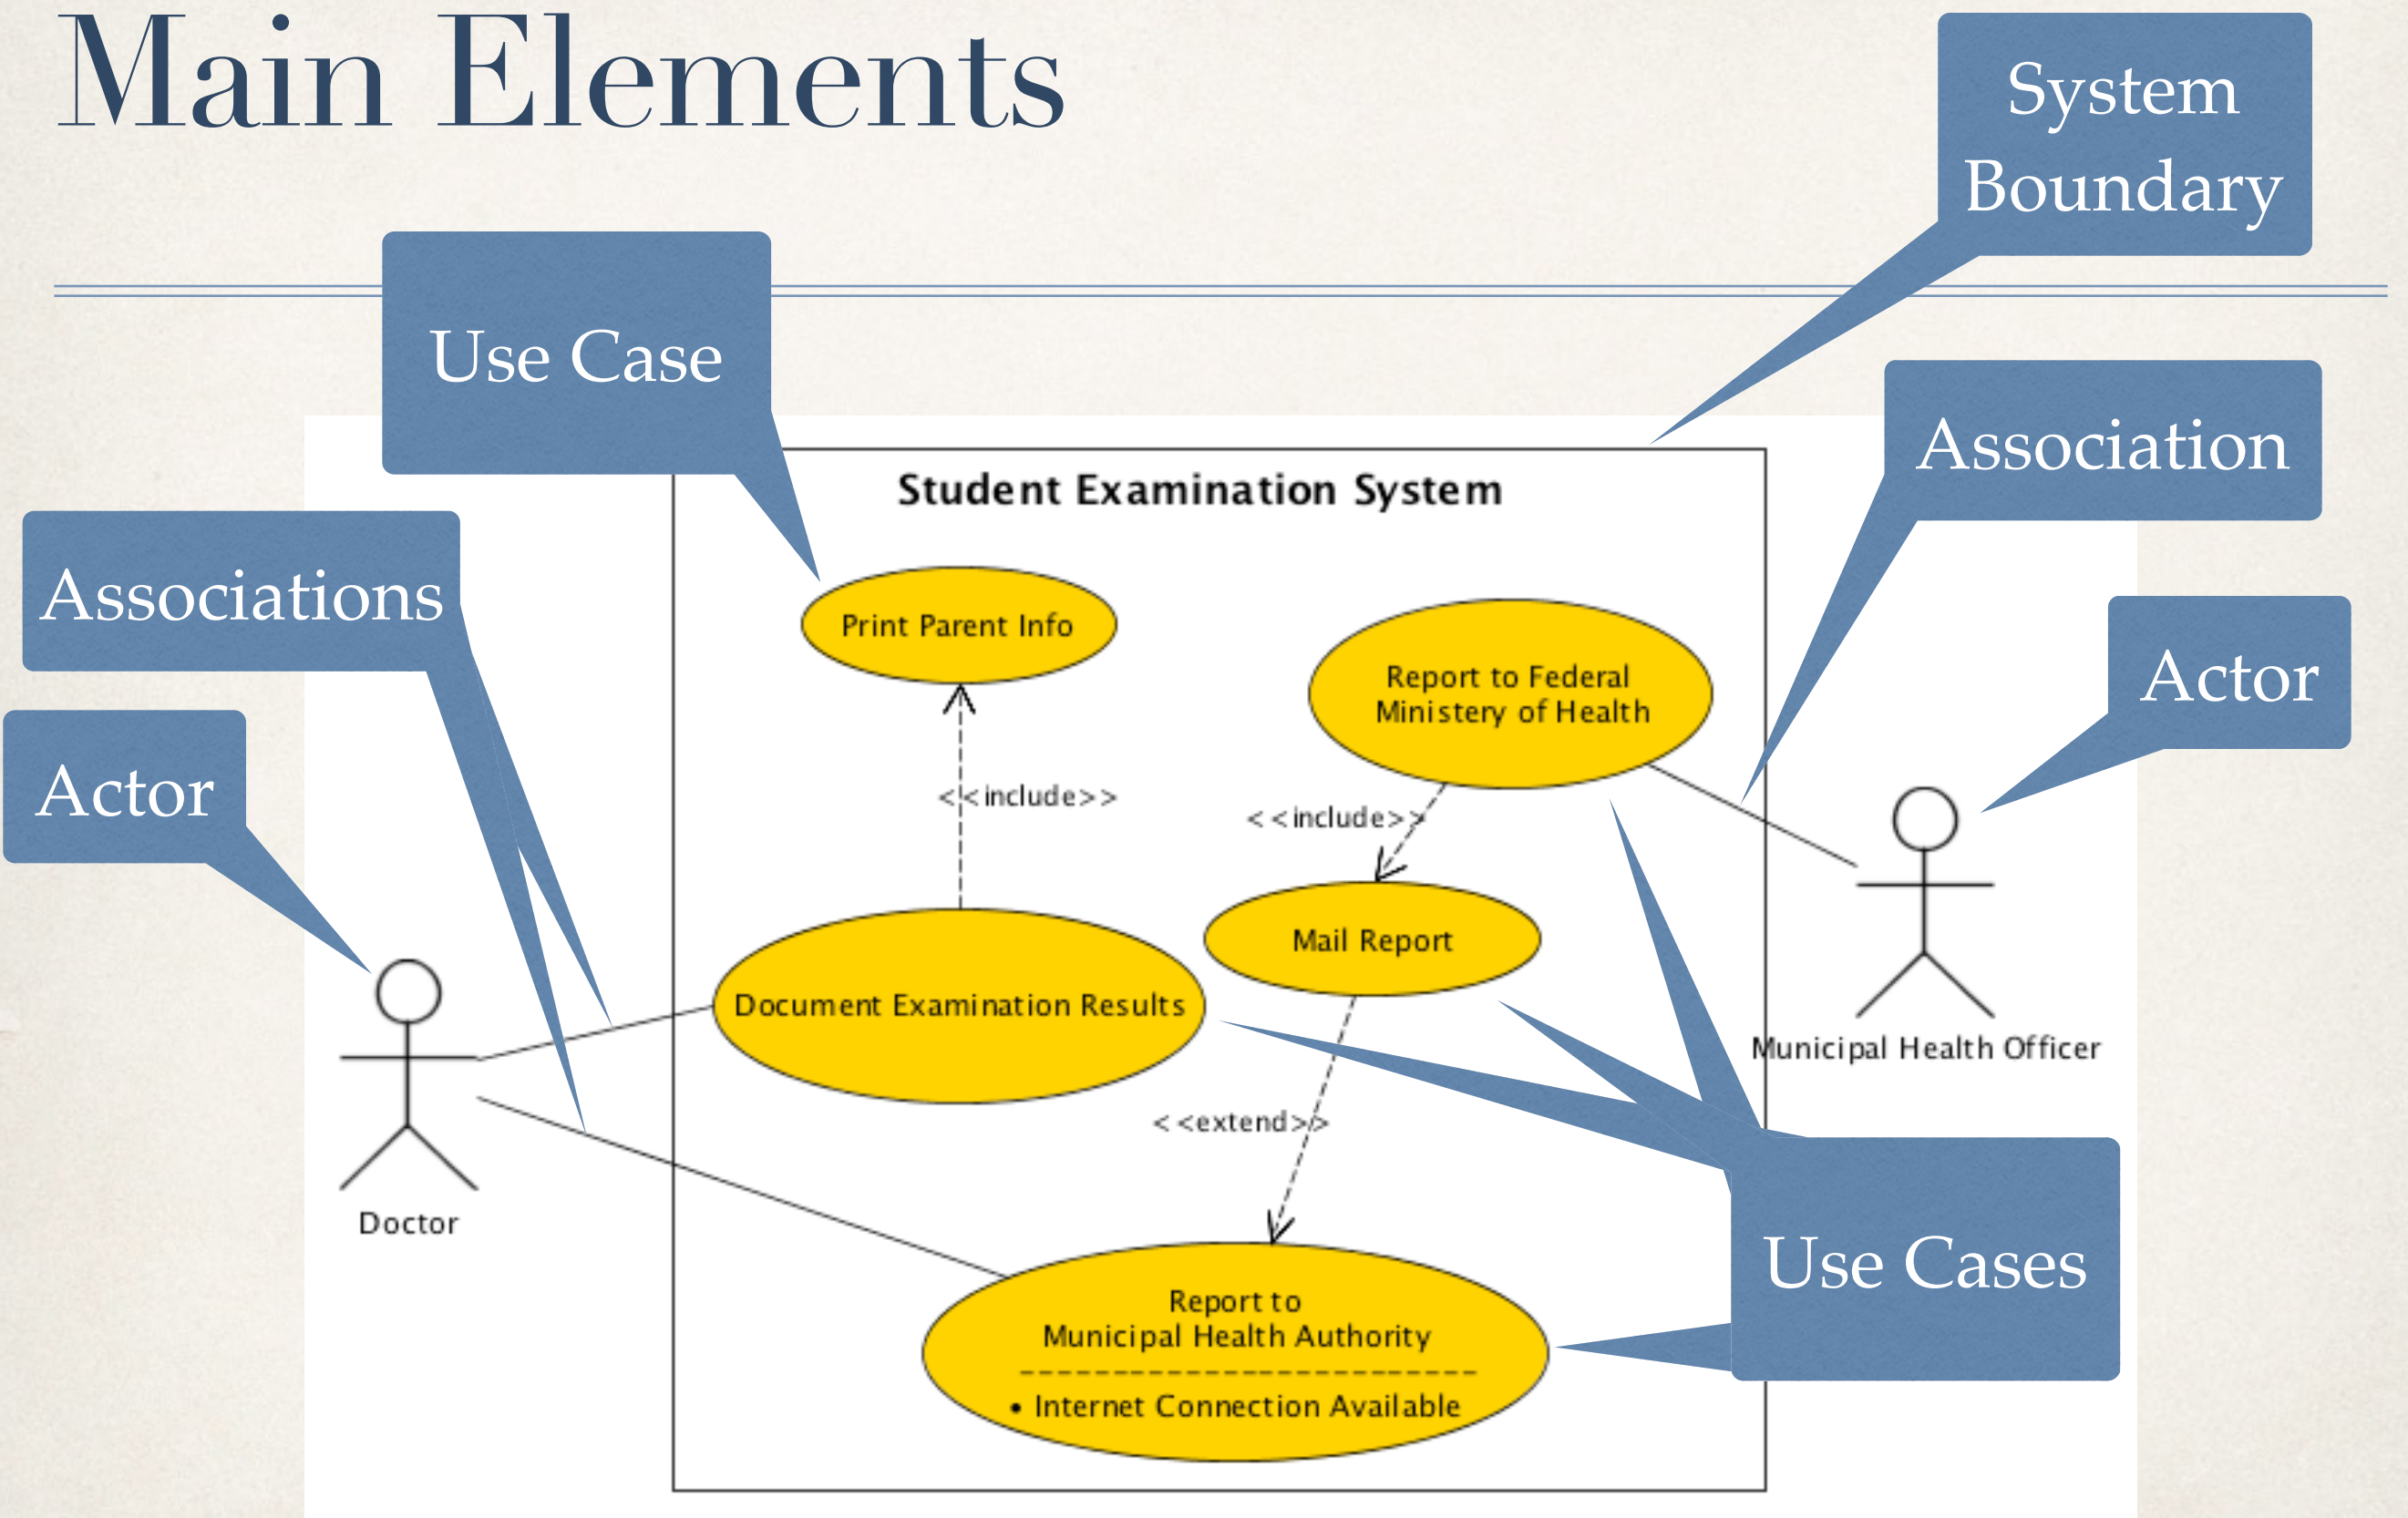 Main Elements
System
Boundary
Use Case
Association
Student Examination System
Associations
Print Parent Info
Report to Federal
Ministery of Health
Actor
Actor
<<include>>
<<include>>
Mail Report
Document Examination Results
Municipal Health Officer
<<extend>>
Doctor
Use Cases
Report to
Municipal Health Authority
• Internet Connection Available